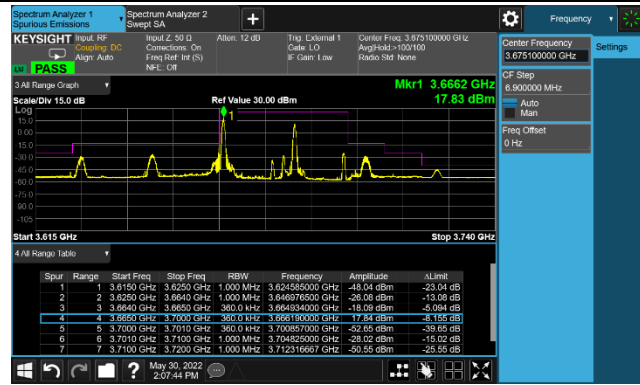 Spectrum Analyzer 1
Spurious Emissions
Spectrum Analyzer 2
Swept SA
Frequency
KEYSIGHT
Input: RF
Coupling: DC
Align: Auto
Input Z: 50 Ω
Corrections: On
Freq Ref: Int (S)
NFE: Off
Atten: 12 dB
Trig: External 1
Gate: LO
IF Gain: Low
Center Freq: 3.675100000 GHz
Avg|Hold:>100/100
Radio Std: None
LXI PASS
Center Frequency
3.675100000 GHz
Settings
CF Step
6.900000 MHz
Auto
Man
Freq Offset
0 Hz
3 All Range Graph
Mkr1 3.6662 GHz
Scale/Div 15.0 dB
Ref Value 30.00 dBm
17.83 dBm
Log
1
15.0
0.00
-15.0
-30.0
-45.0
-60.0
-75.0
-90.0
-105
Start 3.615 GHz
Stop 3.740 GHz
4 All Range Table
Spur Range Start Freq Stop Freq RBW Frequency Amplitude ΔLimit
1 1 3.6150 GHz 3.6250 GHz 1.000 MHz 3.624585000 GHz -48.04 dBm -23.04 dB
2 2 3.6250 GHz 3.6640 GHz 1.000 MHz 3.646976500 GHz -26.08 dBm -13.08 dB
3 3 3.6640 GHz 3.6650 GHz 360.0 kHz 3.664934000 GHz -18.09 dBm -5.094 dB
4 4 3.6650 GHz 3.7000 GHz 360.0 kHz 3.666190000 GHz 17.84 dBm -8.155 dB
5 5 3.7000 GHz 3.7010 GHz 360.0 kHz 3.700857000 GHz -52.65 dBm -39.65 dB
6 6 3.7010 GHz 3.7100 GHz 1.000 MHz 3.704825000 GHz -28.02 dBm -15.02 dB
7 7 3.7100 GHz 3.7200 GHz 1.000 MHz 3.712316667 GHz -50.55 dBm -25.55 dB
May 30, 2022
2:07:44 PM